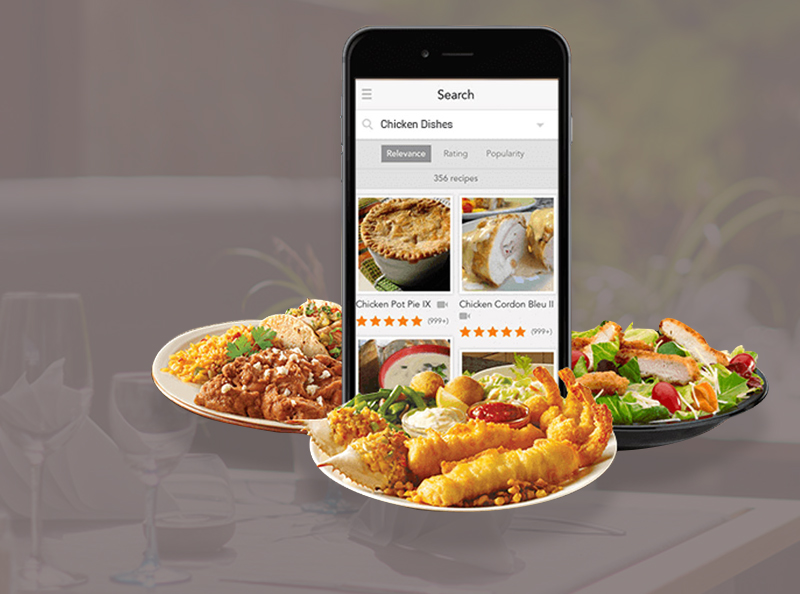 Search
Chicken Dishes
Relevance Rating Popularity
356 recipes
Chicken Pot Pie IX
(999+)
Chicken Cordon Bleu II
(999+)